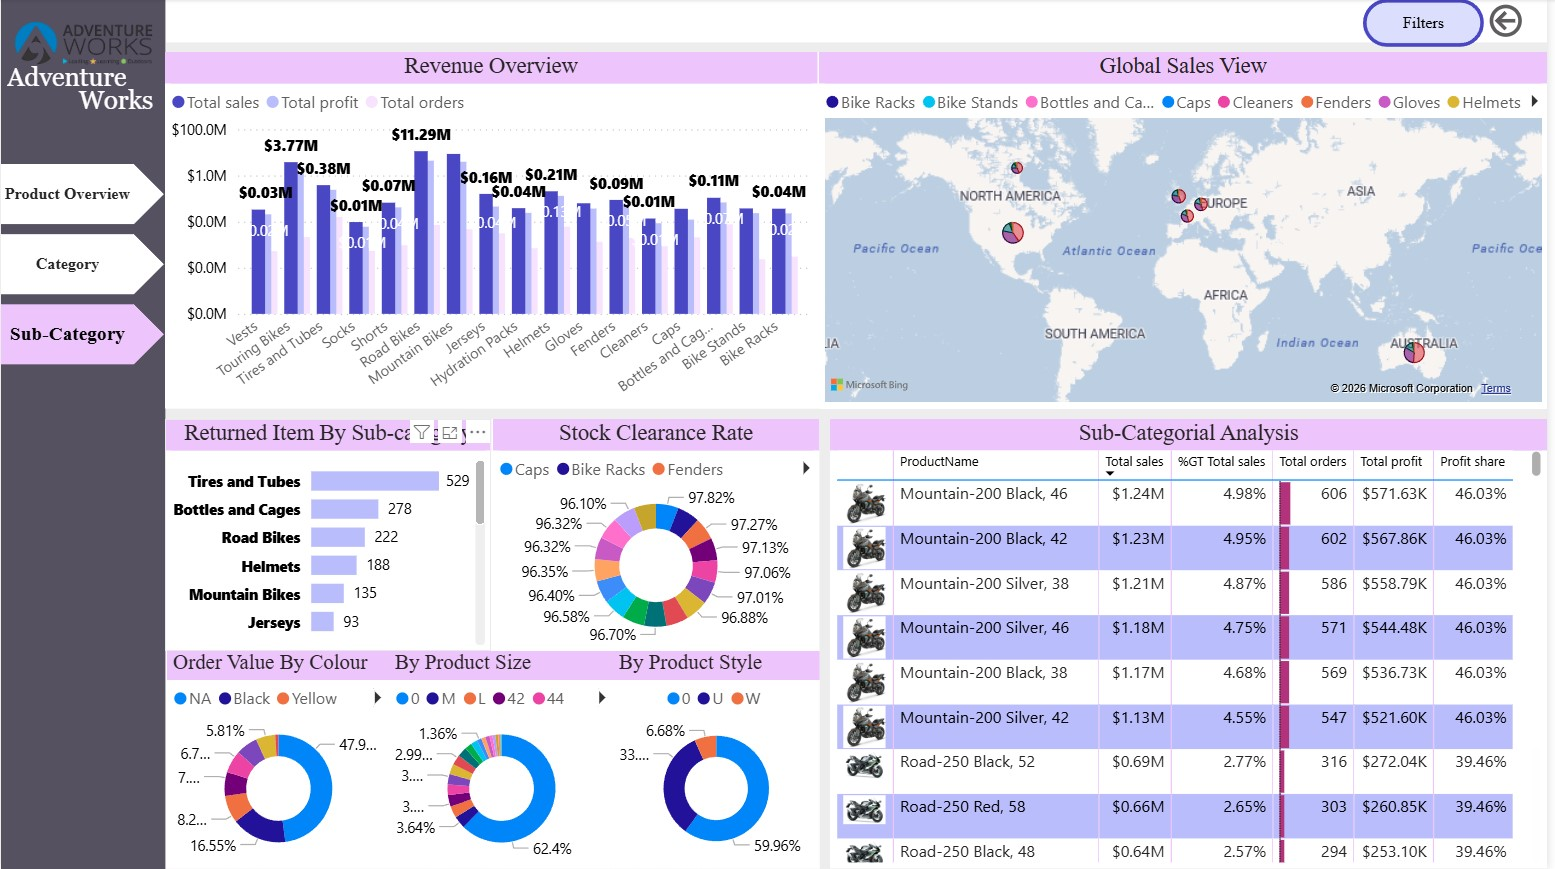 ADVENTURE
WORKS
Adventure
Works
Filters
Product Overview
Category
Sub-Category
Revenue Overview
Total sales Total profit Total orders
$100.0M
$1.0M
$0.0M
$0.0M
$0.0M
$0.03M
$3.77M
$0.38M
$0.01M
$0.07M
$11.29M
$0.16M
$0.04M
$0.21M
$0.09M
$0.01M
$0.11M
$0.04M
Vests
Touring Bikes
Tires and Tubes
Socks
Shorts
Road Bikes
Mountain Bikes
Jerseys
Hydration Packs
Helmets
Gloves
Fenders
Cleaners
Caps
Bottles and Cag...
Bike Stands
Bike Racks
Global Sales View
Bike Racks Bike Stands Bottles and Ca... Caps Cleaners Fenders Gloves Helmets
NORTH AMERICA
UROPE
ASIA
Pacific Ocean
Atlantic Ocean
Pacific Oce
AFRICA
SOUTH AMERICA
Indian Ocean
AUSTRALIA
LIA
Microsoft Bing
© 2026 Microsoft Corporation Terms
Returned Item By Sub-ca
Tires and Tubes 529
Bottles and Cages 278
Road Bikes 222
Helmets 188
Mountain Bikes 135
Jerseys 93
Stock Clearance Rate
Caps Bike Racks Fenders
97.82%
97.27%
97.13%
97.06%
97.01%
96.88%
96.70%
96.58%
96.40%
96.35%
96.32%
96.32%
96.10%
Order Value By Colour
NA Black Yellow
47.9...
16.55%
8.2...
7....
6.7...
5.81%
By Product Size
0 M L 42 44
62.4%
3.64%
3....
3....
2.99...
1.36%
By Product Style
0 U W
59.96%
33....
6.68%
Sub-Categorial Analysis
ProductName Total sales %GT Total sales Total orders Total profit Profit share
Mountain-200 Black, 46 $1.24M 4.98% 606 $571.63K 46.03%
Mountain-200 Black, 42 $1.23M 4.95% 602 $567.86K 46.03%
Mountain-200 Silver, 38 $1.21M 4.87% 586 $558.79K 46.03%
Mountain-200 Silver, 46 $1.18M 4.75% 571 $544.48K 46.03%
Mountain-200 Black, 38 $1.17M 4.68% 569 $536.73K 46.03%
Mountain-200 Silver, 42 $1.13M 4.55% 547 $521.60K 46.03%
Road-250 Black, 52 $0.69M 2.77% 316 $272.04K 39.46%
Road-250 Red, 58 $0.66M 2.65% 303 $260.85K 39.46%
Road-250 Black, 48 $0.64M 2.57% 294 $253.10K 39.46%